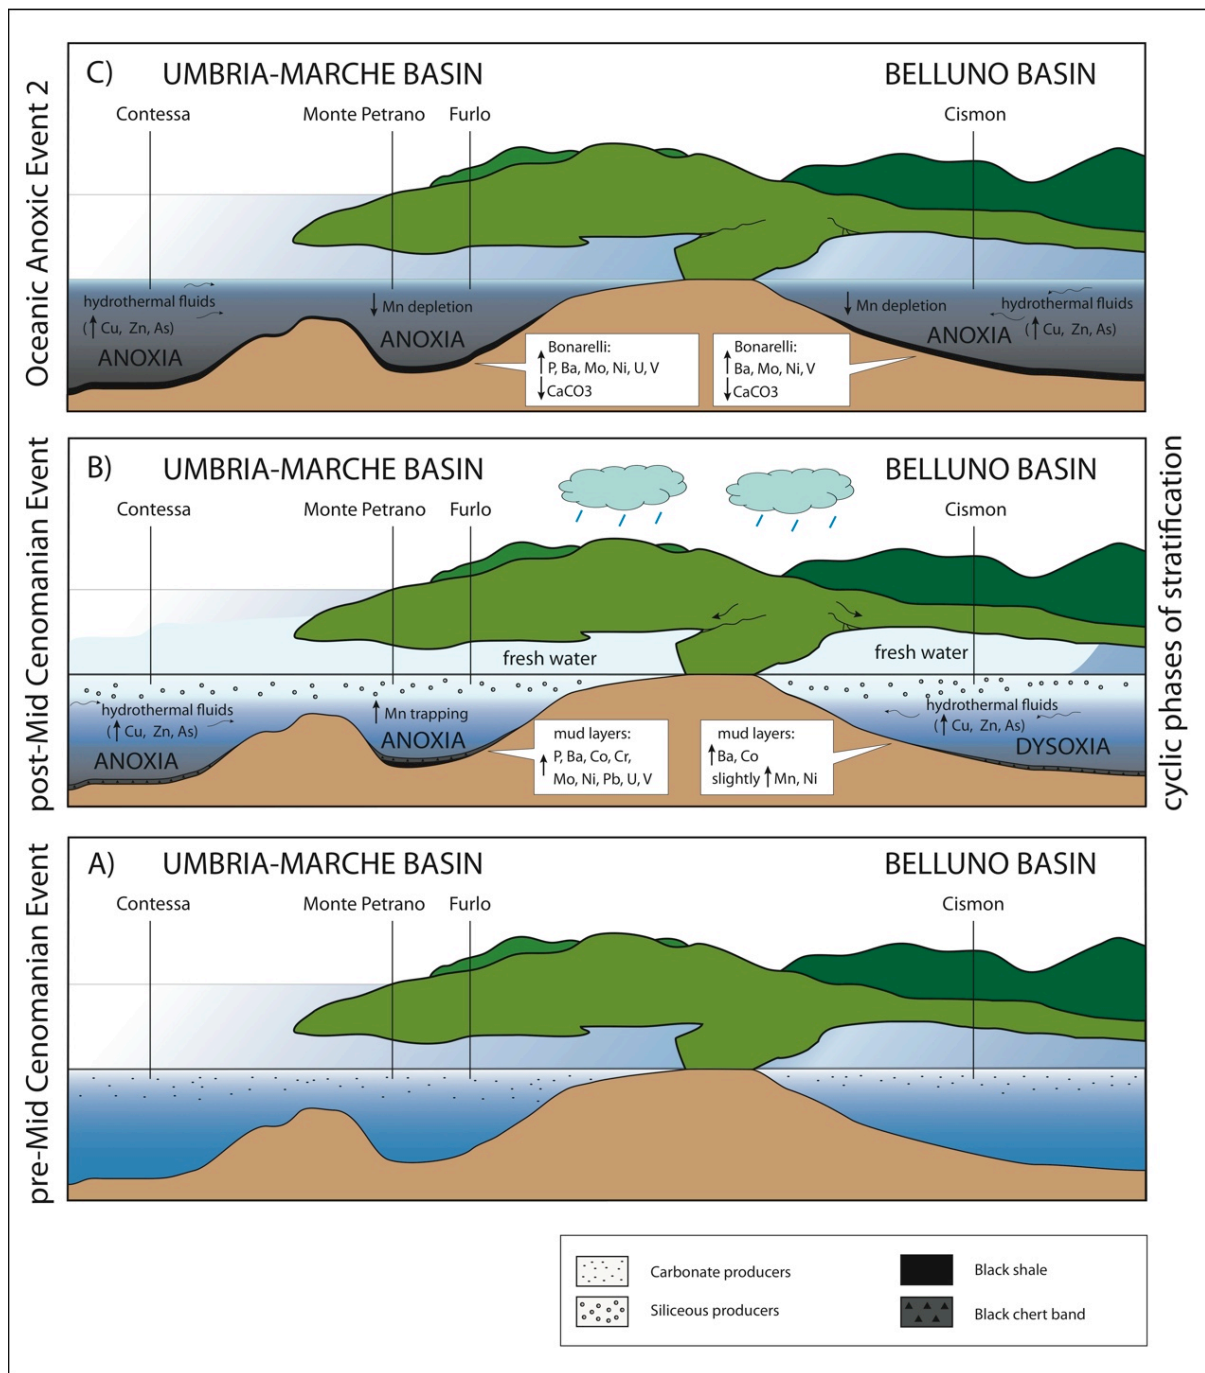 Oceanic Anoxic Event 2
C)
UMBRIA-MARCHE BASIN
BELLUNO BASIN
Contessa
Monte Petrano
Furlo
Cismon
hydrothermal fluids
(↑Cu, Zn, As)
ANOXIA
↓Mn depletion
ANOXIA
↓Mn depletion
ANOXIA
hydrothermal fluids
(↑Cu, Zn, As)
Bonarelli:
↑P, Ba, Mo, Ni, U, V
↓CaCO3
Bonarelli:
↑Ba, Mo, Ni, V
↓CaCO3
post-Mid Cenomanian Event
cyclic phases of stratification
B)
UMBRIA-MARCHE BASIN
BELLUNO BASIN
Contessa
Monte Petrano
Furlo
Cismon
fresh water
fresh water
hydrothermal fluids
(↑Cu, Zn, As)
ANOXIA
↑Mn trapping
ANOXIA
hydrothermal fluids
(↑Cu, Zn, As)
DYSOXIA
mud layers:
↑P, Ba, Co, Cr,
Mo, Ni, Pb, U, V
mud layers:
↑Ba, Co
slightly ↑Mn, Ni
pre-Mid Cenomanian Event
A)
UMBRIA-MARCHE BASIN
BELLUNO BASIN
Contessa
Monte Petrano
Furlo
Cismon
Carbonate producers
Siliceous producers
Black shale
Black chert band